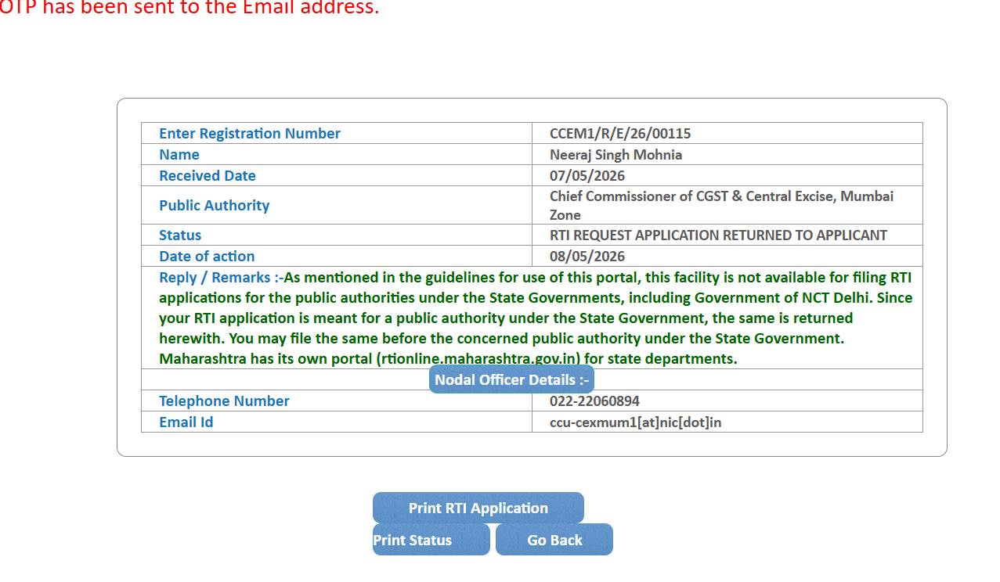 OTP has been sent to the Email address.
Enter Registration Number CCEM1/R/E/26/00115
Name Neeraj Singh Mohnia
Received Date 07/05/2026
Public Authority Chief Commissioner of CGST & Central Excise, Mumbai
Zone
Status RTI REQUEST APPLICATION RETURNED TO APPLICANT
Date of action 08/05/2026
Reply / Remarks :-As mentioned in the guidelines for use of this portal, this facility is not available for filing RTI
applications for the public authorities under the State Governments, including Government of NCT Delhi. Since
your RTI application is meant for a public authority under the State Government, the same is returned
herewith. You may file the same before the concerned public authority under the State Government.
Maharashtra has its own portal (rtionline.maharashtra.gov.in) for state departments.
Nodal Officer Details :-
Telephone Number 022-22060894
Email Id ccu-cexmum1[at]nic[dot]in
Print RTI Application
Print Status Go Back